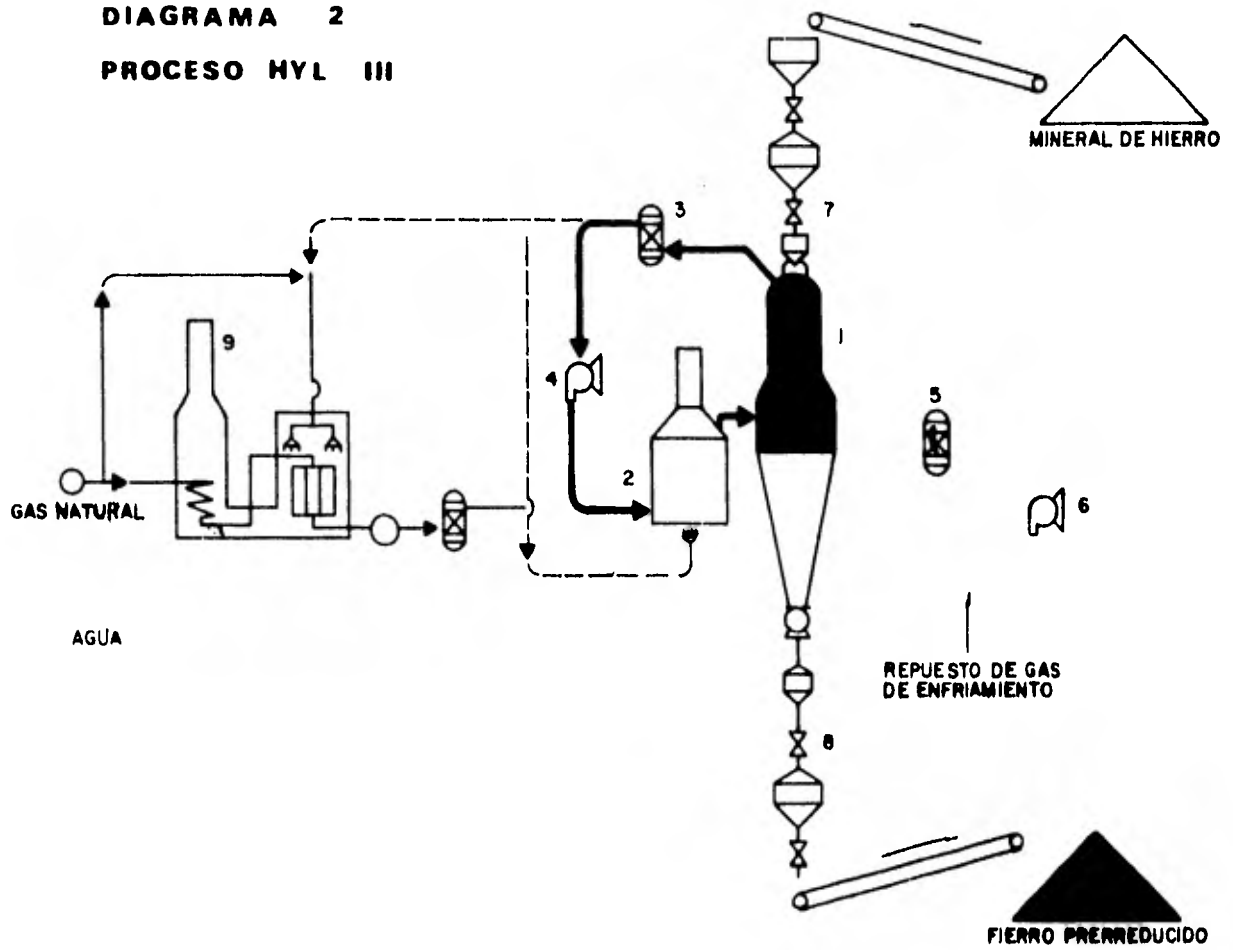 DIAGRAMA 2
PROCESO HYL III
MINERAL DE HIERRO
3
7
9
1
4
5
2
6
GAS NATURAL
AGUA
REPUESTO DE GAS
DE ENFRIAMIENTO
8
FIERRO PRERREDUCIDO